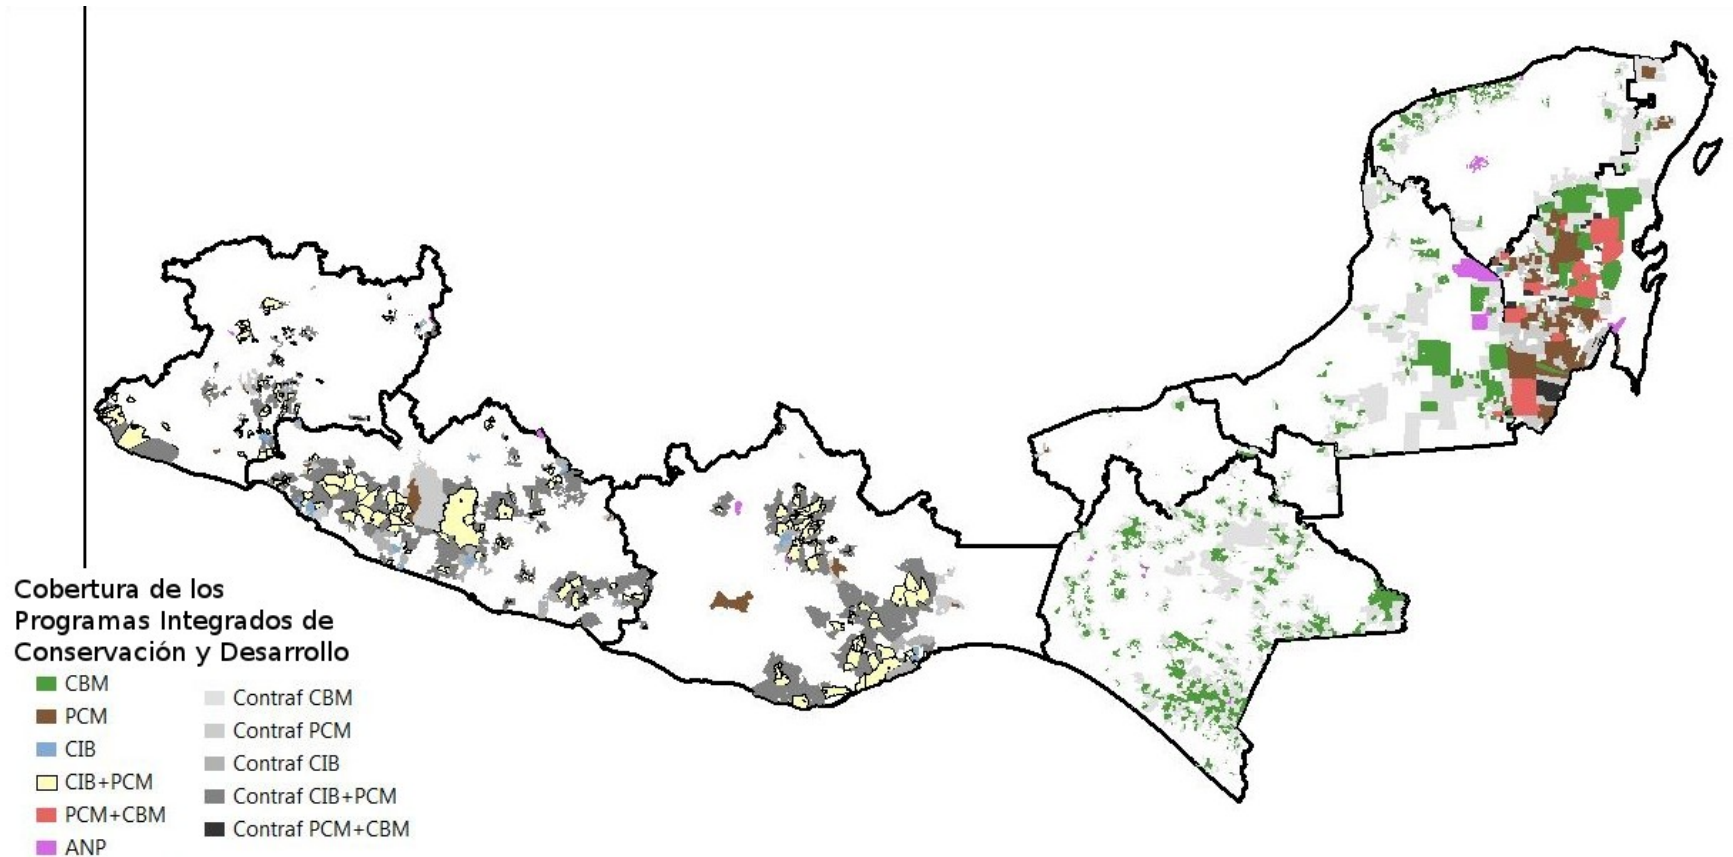 Cobertura de los
Programas Integrados de
Conservación y Desarrollo
CBM
PCM
CIB
CIB+PCM
PCM+CBM
ANP
Contraf CBM
Contraf PCM
Contraf CIB
Contraf CIB+PCM
Contraf PCM+CBM